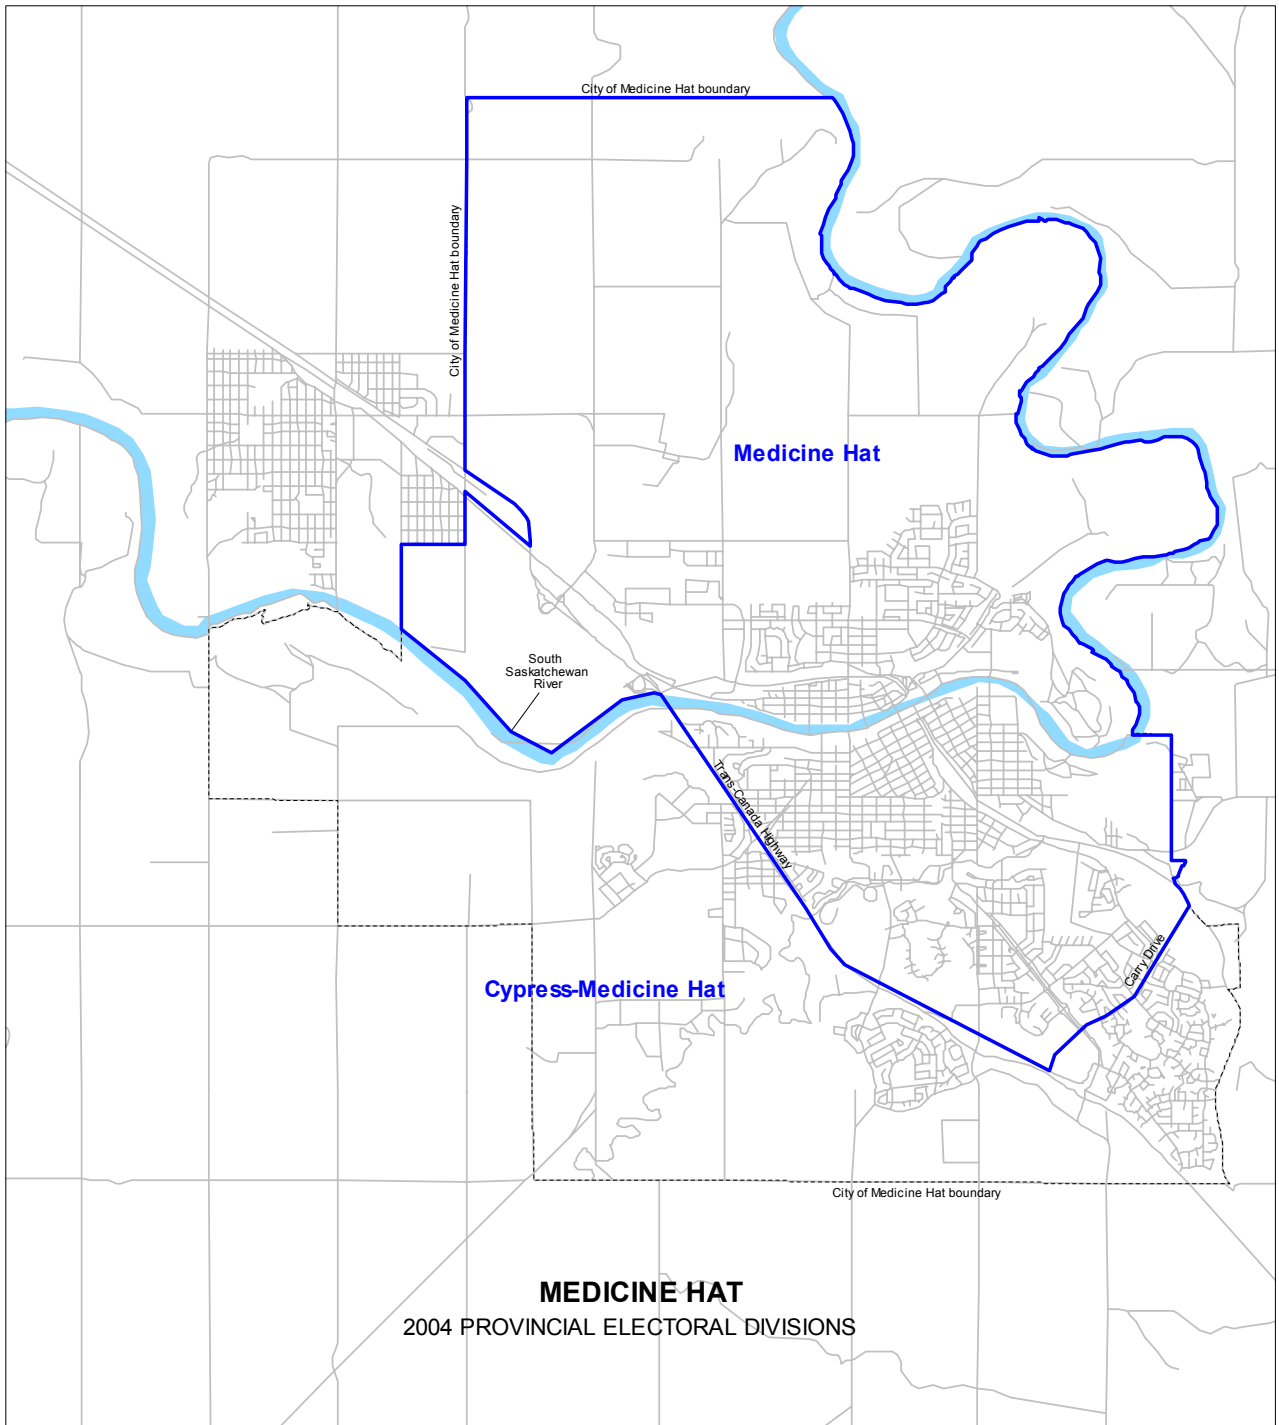 City of Medicine Hat boundary
City of Medicine Hat boundary
Medicine Hat
South
Saskatchewan
River
Trans-Canada Highway
Carry Drive
Cypress-Medicine Hat
City of Medicine Hat boundary
MEDICINE HAT
2004 PROVINCIAL ELECTORAL DIVISIONS